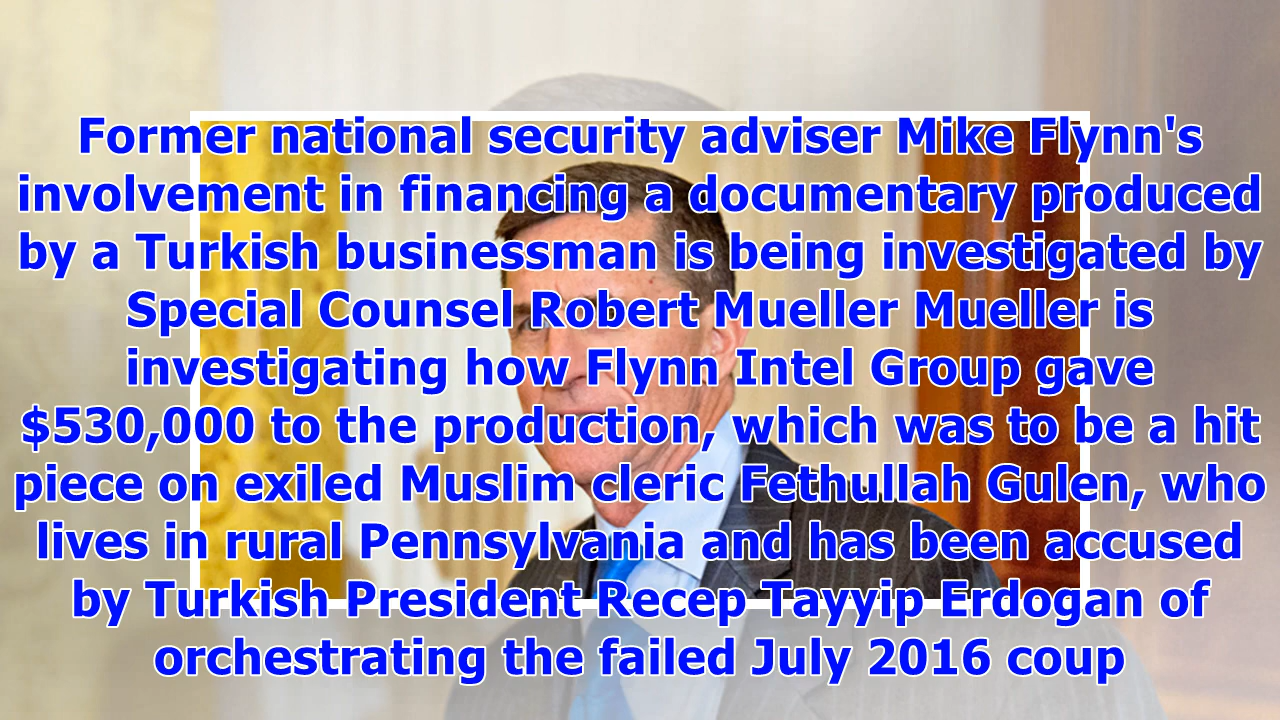 Former national security adviser Mike Flynn's
involvement in financing a documentary produced
by a Turkish businessman is being investigated by
Special Counsel Robert Mueller Mueller is
investigating how Flynn Intel Group gave
$530,000 to the production, which was to be a hit
piece on exiled Muslim cleric Fethullah Gulen, who
lives in rural Pennsylvania and has been accused
by Turkish President Recep Tayyip Erdogan of
orchestrating the failed July 2016 coup